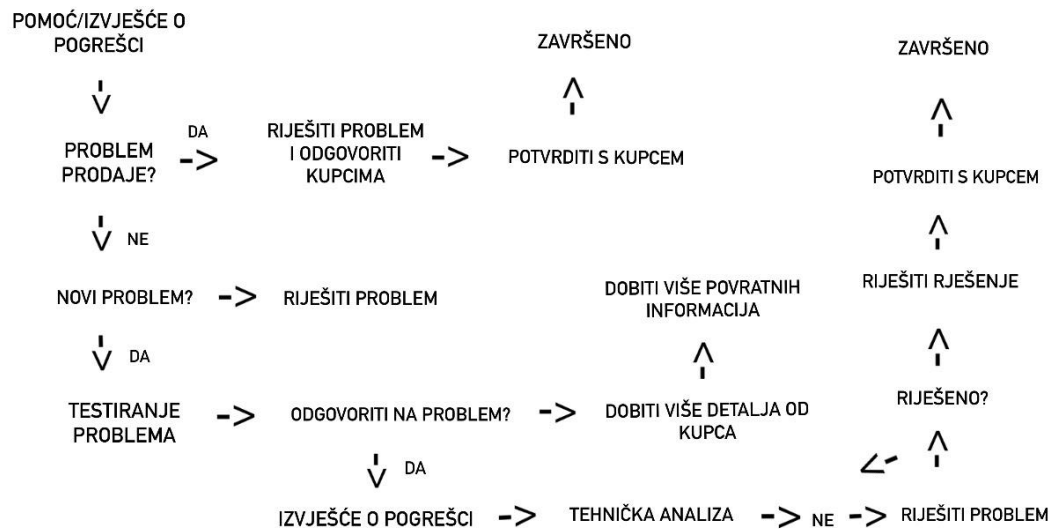 POMOĆ/IZVJEŠĆE O
POGREŠCI
ZAVRŠENO
ZAVRŠENO
PROBLEM
PRODAJE?
DA
RIJEŠITI PROBLEM
I ODGOVORITI
KUPCIMA
POTVRDITI S KUPCEM
POTVRDITI S KUPCEM
NE
NOVI PROBLEM?
RIJEŠITI PROBLEM
DOBITI VIŠE POVRATNIH
INFORMACIJA
RIJEŠITI RJEŠENJE
DA
TESTIRANJE
PROBLEMA
ODGOVORITI NA PROBLEM?
DOBITI VIŠE DETALJA OD
KUPCA
RIJEŠENO?
DA
IZVJEŠĆE O POGREŠCI
TEHNIČKA ANALIZA
NE
RIJEŠITI PROBLEM